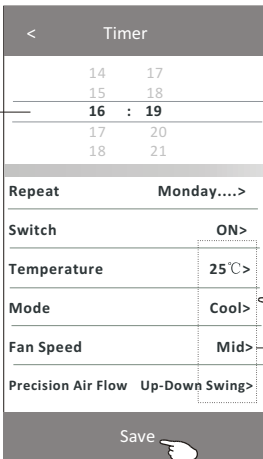 < Timer
14 17
15 18
16 : 19
17 20
18 21
Repeat Monday....>
Switch ON>
Temperature 25℃>
Mode Cool>
Fan Speed Mid>
Precision Air Flow Up-Down Swing>
Save